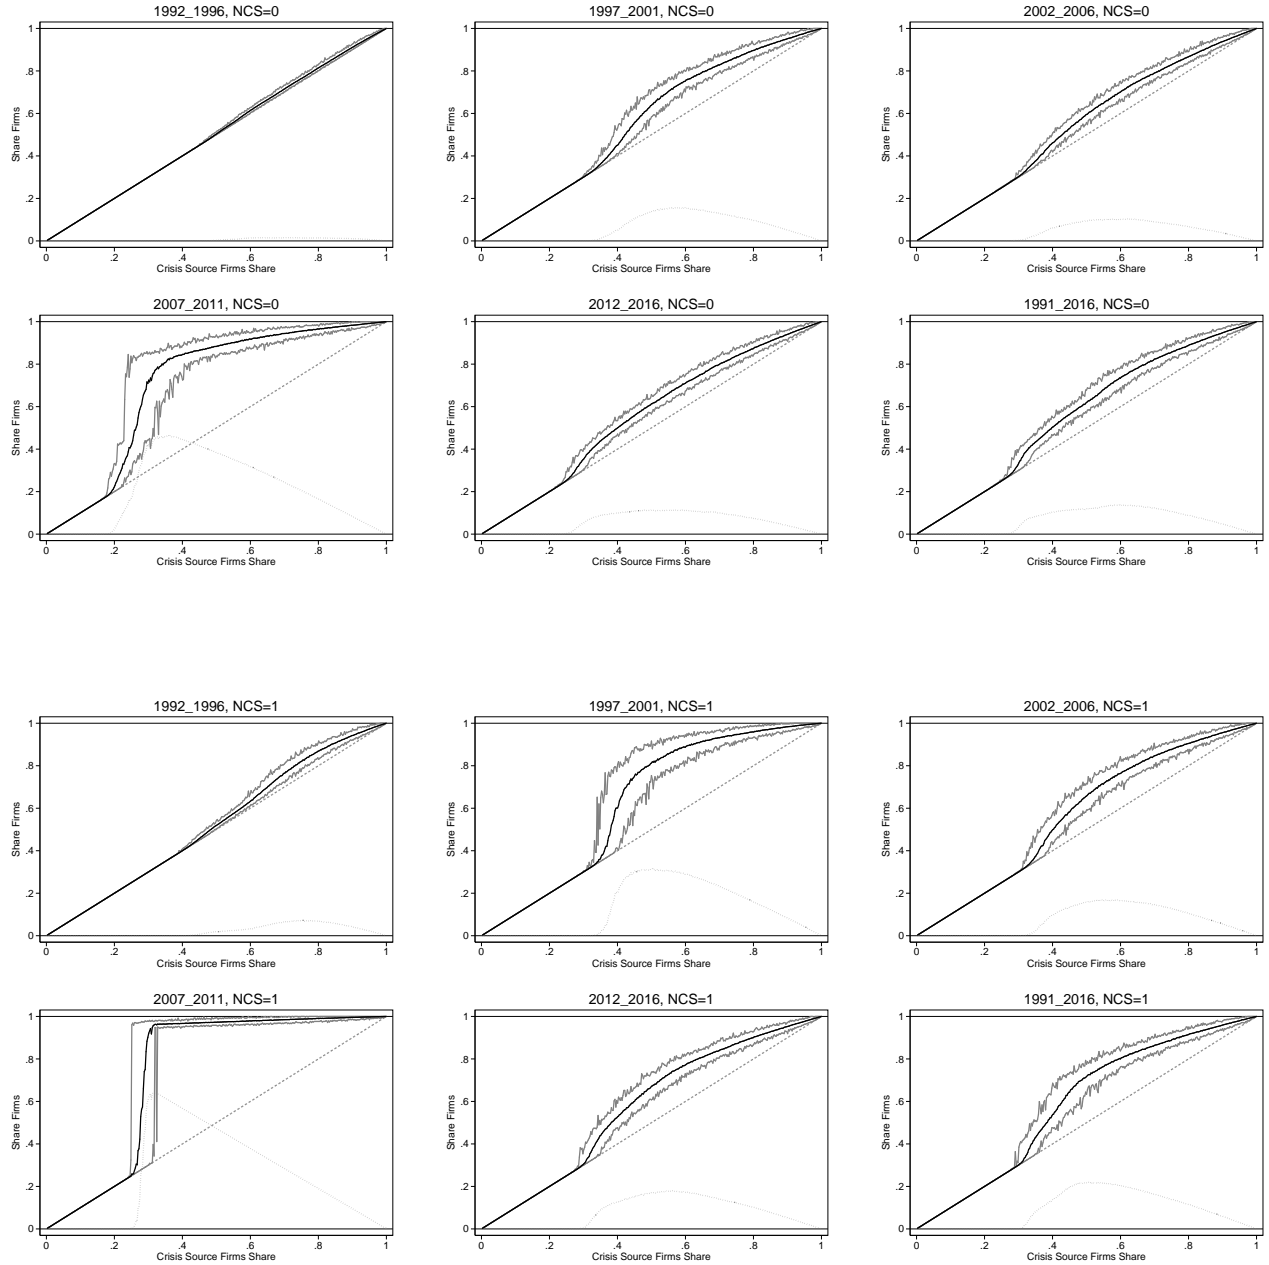 1992_1996, NCS=0
1997_2001, NCS=0
2002_2006, NCS=0
Share Firms
1
.8
.6
.4
.2
0
0 .2 .4 .6 .8 1
Crisis Source Firms Share
Share Firms
1
.8
.6
.4
.2
0
0 .2 .4 .6 .8 1
Crisis Source Firms Share
Share Firms
1
.8
.6
.4
.2
0
0 .2 .4 .6 .8 1
Crisis Source Firms Share
2007_2011, NCS=0
2012_2016, NCS=0
1991_2016, NCS=0
Share Firms
1
.8
.6
.4
.2
0
0 .2 .4 .6 .8 1
Crisis Source Firms Share
Share Firms
1
.8
.6
.4
.2
0
0 .2 .4 .6 .8 1
Crisis Source Firms Share
Share Firms
1
.8
.6
.4
.2
0
0 .2 .4 .6 .8 1
Crisis Source Firms Share
1992_1996, NCS=1
1997_2001, NCS=1
2002_2006, NCS=1
Share Firms
1
.8
.6
.4
.2
0
0 .2 .4 .6 .8 1
Crisis Source Firms Share
Share Firms
1
.8
.6
.4
.2
0
0 .2 .4 .6 .8 1
Crisis Source Firms Share
Share Firms
1
.8
.6
.4
.2
0
0 .2 .4 .6 .8 1
Crisis Source Firms Share
2007_2011, NCS=1
2012_2016, NCS=1
1991_2016, NCS=1
Share Firms
1
.8
.6
.4
.2
0
0 .2 .4 .6 .8 1
Crisis Source Firms Share
Share Firms
1
.8
.6
.4
.2
0
0 .2 .4 .6 .8 1
Crisis Source Firms Share
Share Firms
1
.8
.6
.4
.2
0
0 .2 .4 .6 .8 1
Crisis Source Firms Share